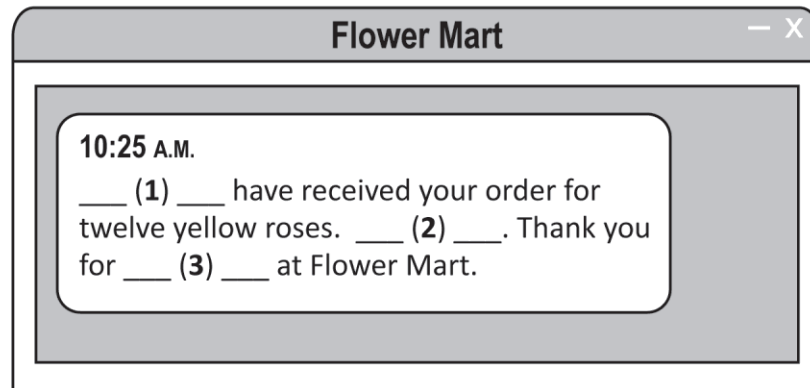 Flower Mart
— X
10:25 A.M.
___ (1) ___ have received your order for
twelve yellow roses. ___ (2) ___. Thank you
for ___ (3) ___ at Flower Mart.